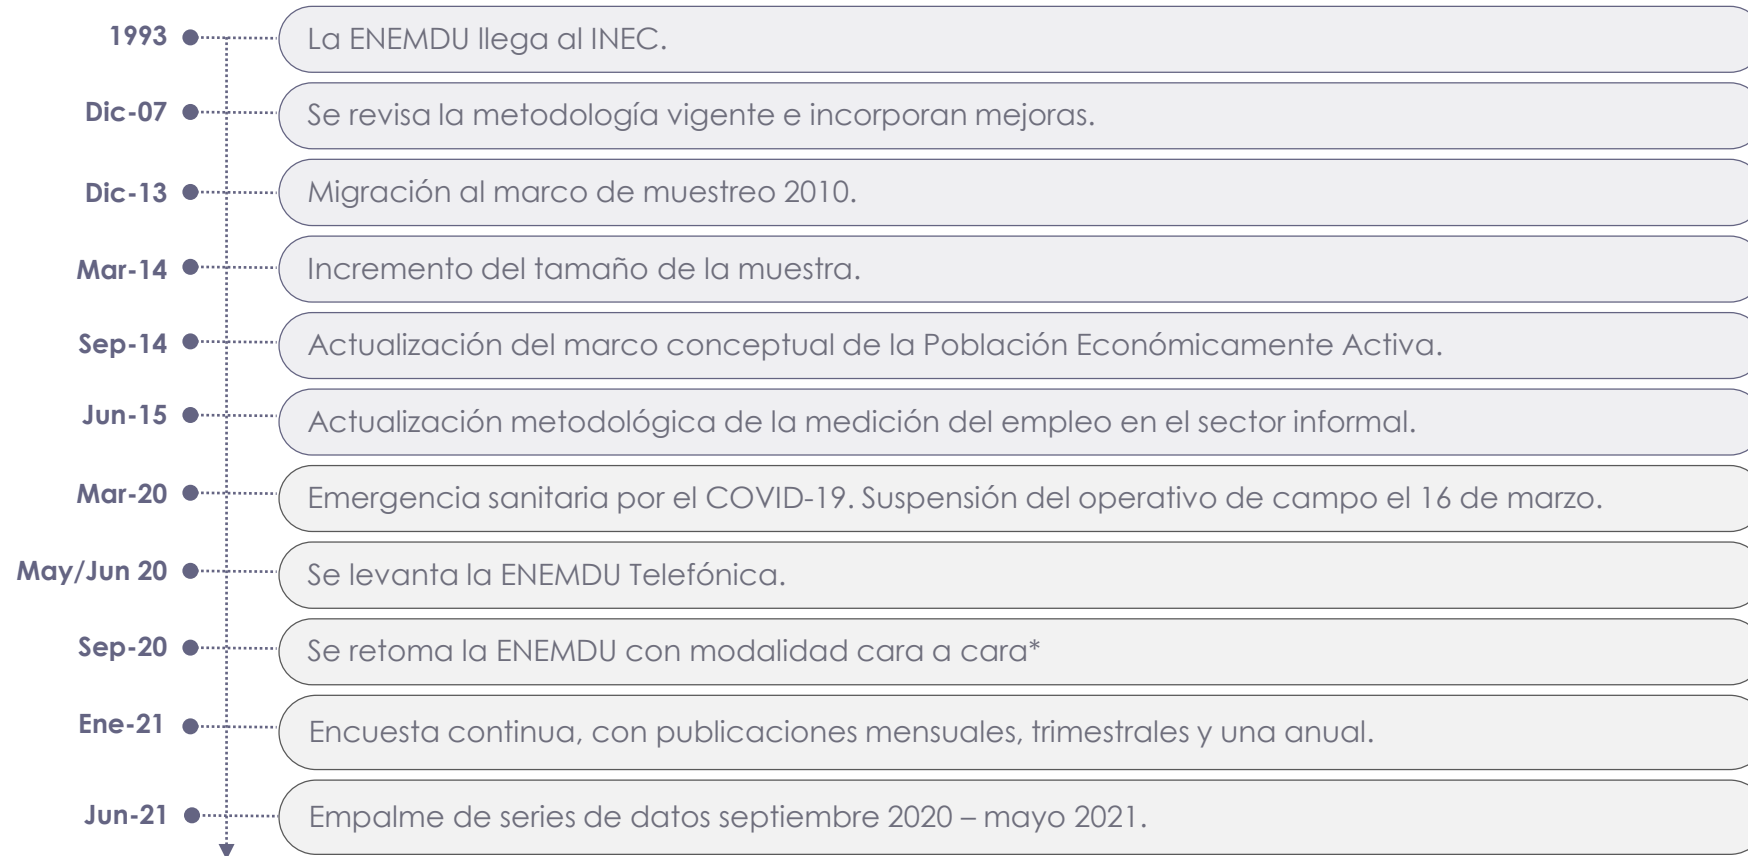 1993
La ENEMDU llega al INEC.
Dic-07
Se revisa la metodología vigente e incorporan mejoras.
Dic-13
Migración al marco de muestreo 2010.
Mar-14
Incremento del tamaño de la muestra.
Sep-14
Actualización del marco conceptual de la Población Económicamente Activa.
Jun-15
Actualización metodológica de la medición del empleo en el sector informal.
Mar-20
Emergencia sanitaria por el COVID-19. Suspensión del operativo de campo el 16 de marzo.
May/Jun 20
Se levanta la ENEMDU Telefónica.
Sep-20
Se retoma la ENEMDU con modalidad cara a cara*
Ene-21
Encuesta continua, con publicaciones mensuales, trimestrales y una anual.
Jun-21
Empalme de series de datos septiembre 2020 – mayo 2021.